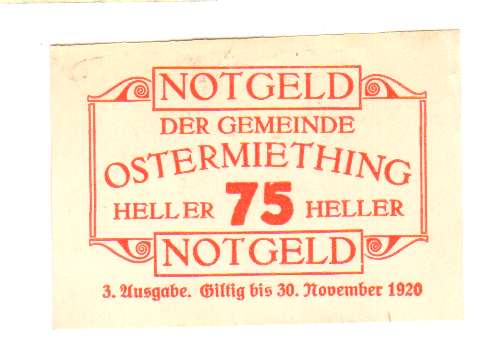 NOTGELD
DER GEMEINDE
OSTERMIETHING
HELLER 75 HELLER
NOTGELD
3. Ausgabe. Giltig bis 30. November 1920